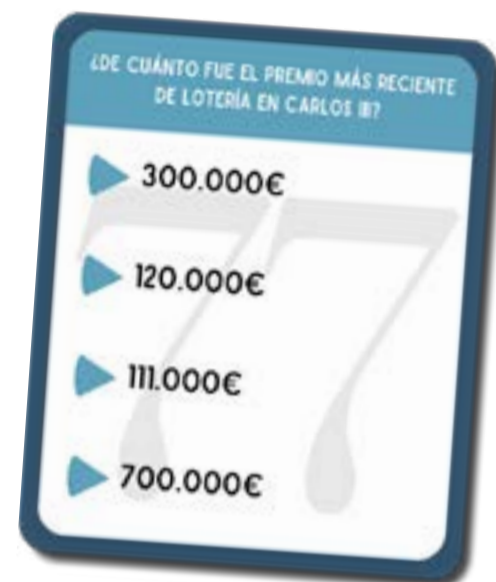 ¿DE CUÁNTO FUE EL PREMIO MÁS RECIENTE
DE LOTERÍA EN CARLOS III?
300.000€
120.000€
111.000€
700.000€
77